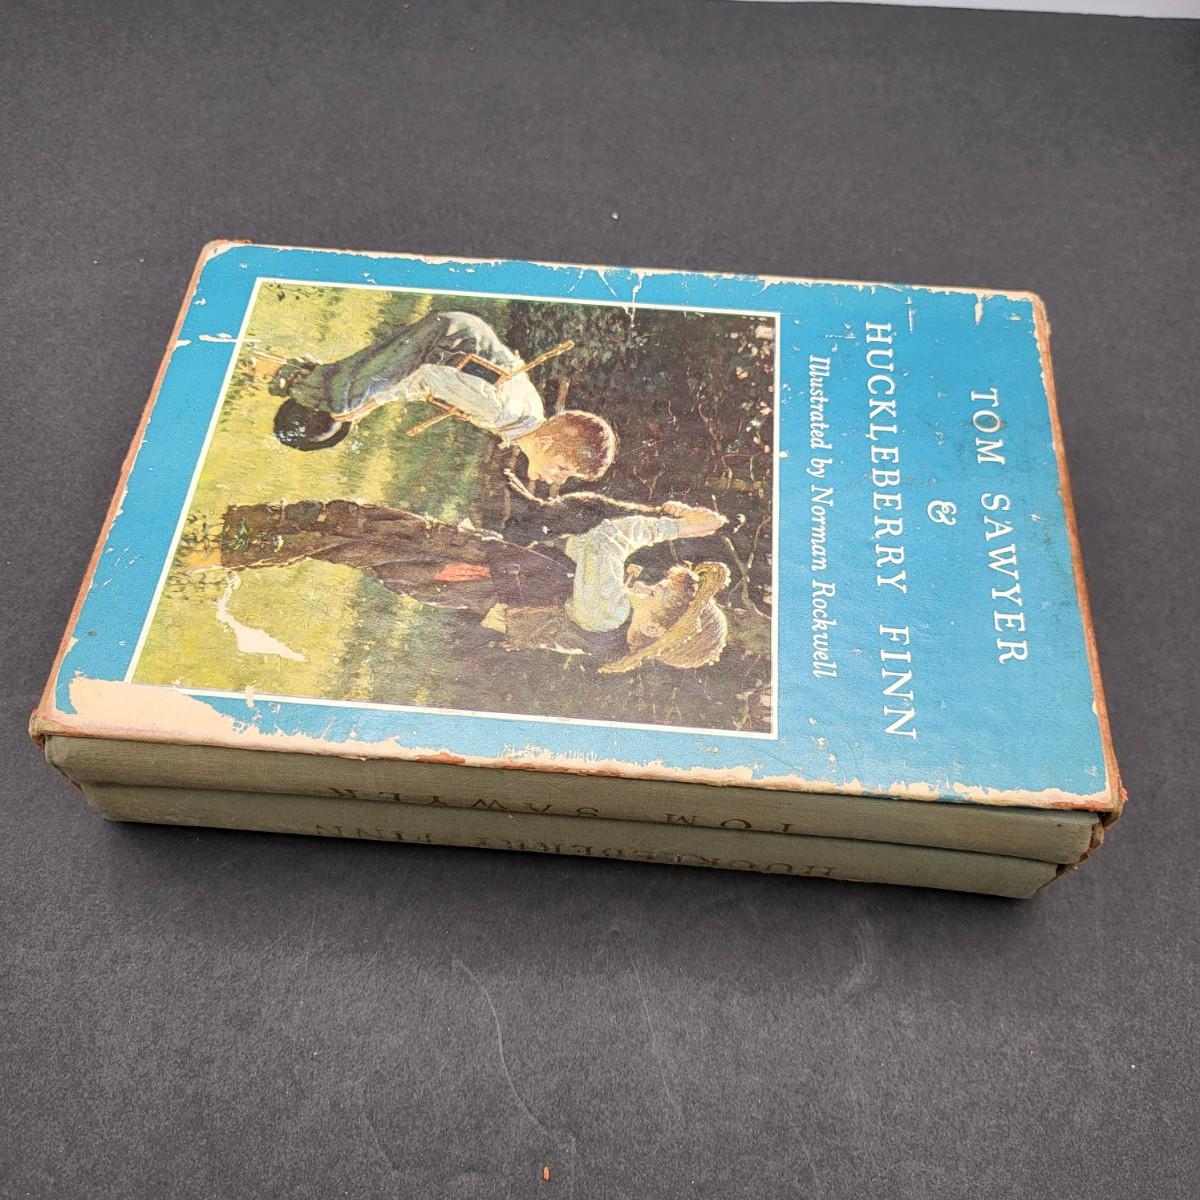 TOM SAWYER
&
HUCKLEBERRY FINN
Illustrated by Norman Rockwell
TOM SAWYER
HUCKLEBERRY FINN